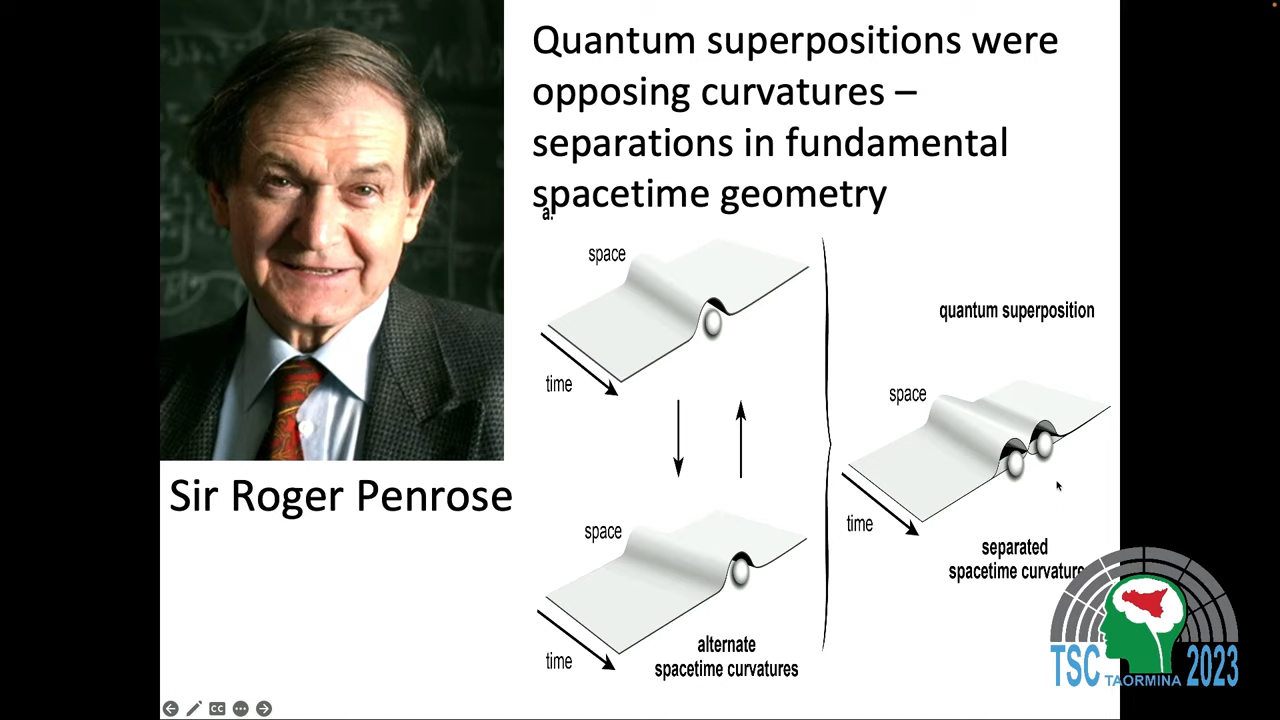 Quantum superpositions were
opposing curvatures –
separations in fundamental
spacetime geometry
a.
space
time
space
time
alternate
spacetime curvatures
quantum superposition
space
time
separated
spacetime curvature
Sir Roger Penrose
TSC TAORMINA 2023
CC